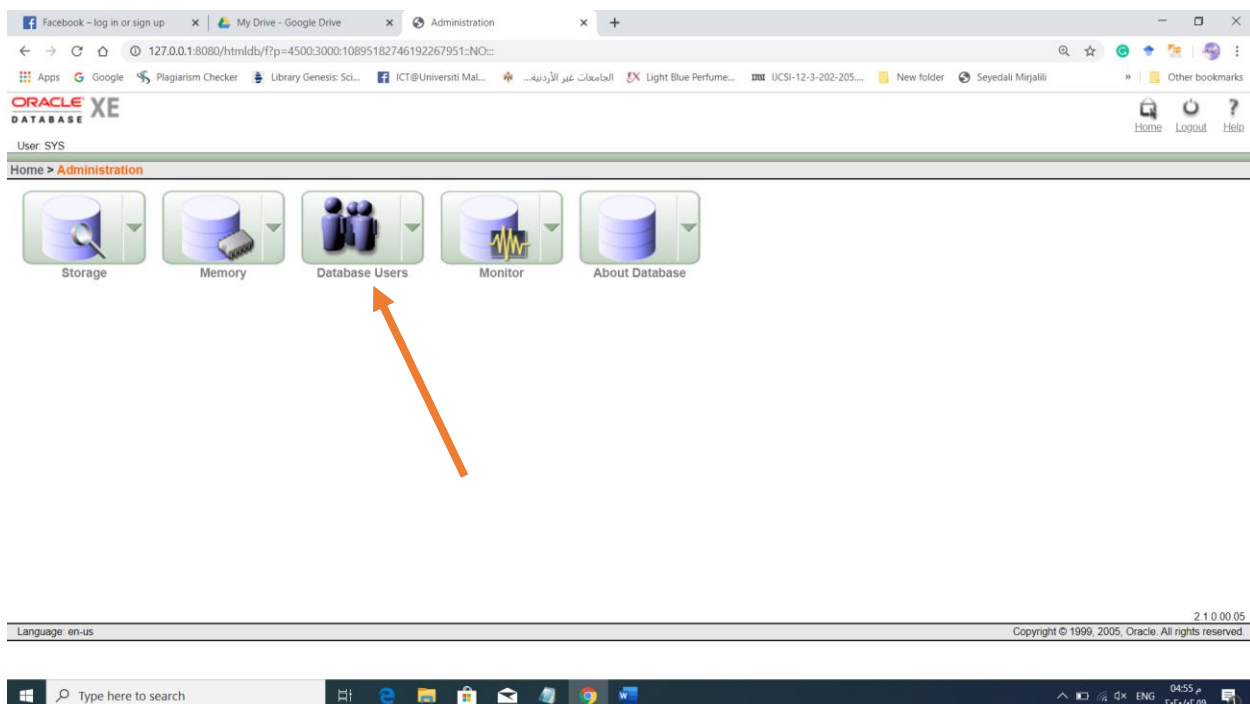 Facebook – log in or sign up
My Drive - Google Drive
Administration
127.0.0.1:8080/htmldb/f?p=4500:3000:10895182746192267951::NO:::
Apps
Google
Plagiarism Checker
Library Genesis: Sci...
ICT@Universiti Mal...
الجامعات غير الأردنية...
Light Blue Perfume...
IJCSI-12-3-202-205....
New folder
Seyedali Mirjalili
»
Other bookmarks
ORACLE XE
DATABASE
Home Logout Help
User: SYS
Home > Administration
Storage
Memory
Database Users
Monitor
About Database
2.1.0.00.05
Language: en-us
Copyright © 1999, 2005, Oracle. All rights reserved.
Type here to search
ENG
04:55 م